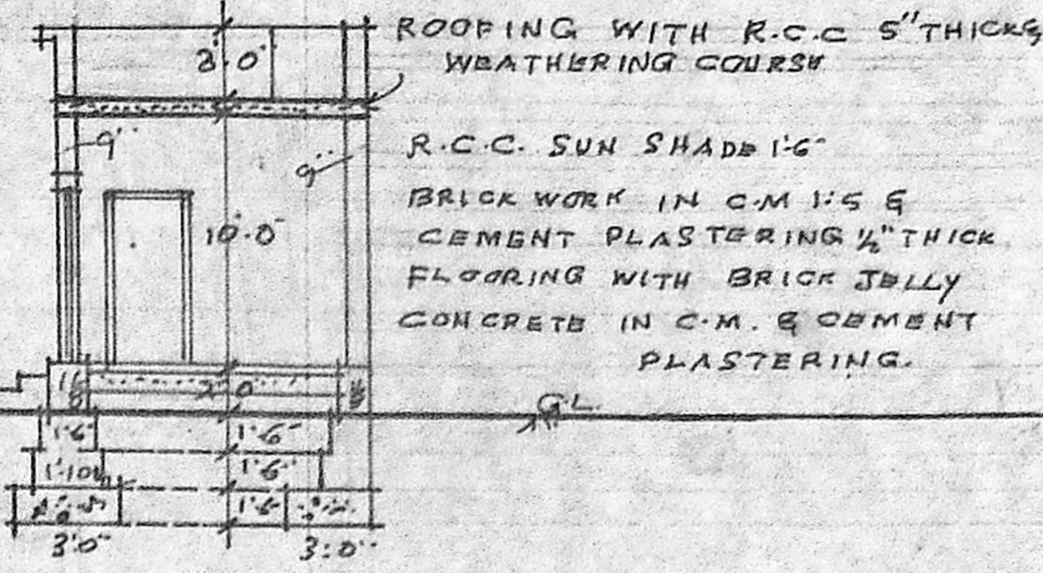 ROOFING WITH R.C.C 5" THICK &
WEATHERING COURSE
3'.0"
9"
9"
R.C.C. SUN SHADE 1'6"
BRICK WORK IN C.M 1:5 &
10'.0"
CEMENT PLASTERING ½" THICK
FLOORING WITH BRICK JELLY
CONCRETE IN C.M. & CEMENT
PLASTERING.
G.L.
1'6"
1'.6"
1'.10½
1'.6"
1'.6"
3'.0"
3'.0"